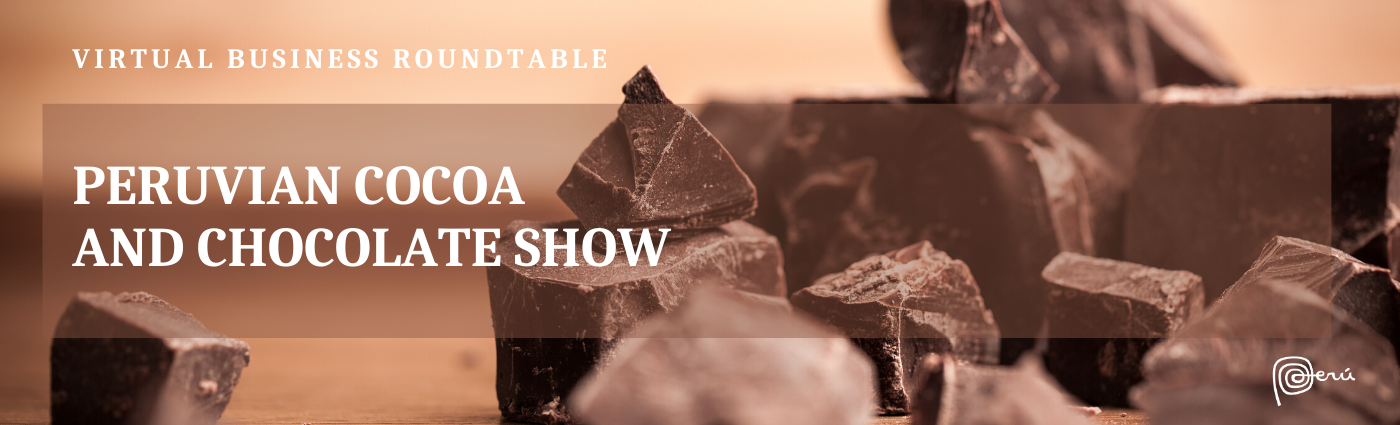 VIRTUAL BUSINESS ROUNDTABLE
PERUVIAN COCOA
AND CHOCOLATE SHOW
Perú